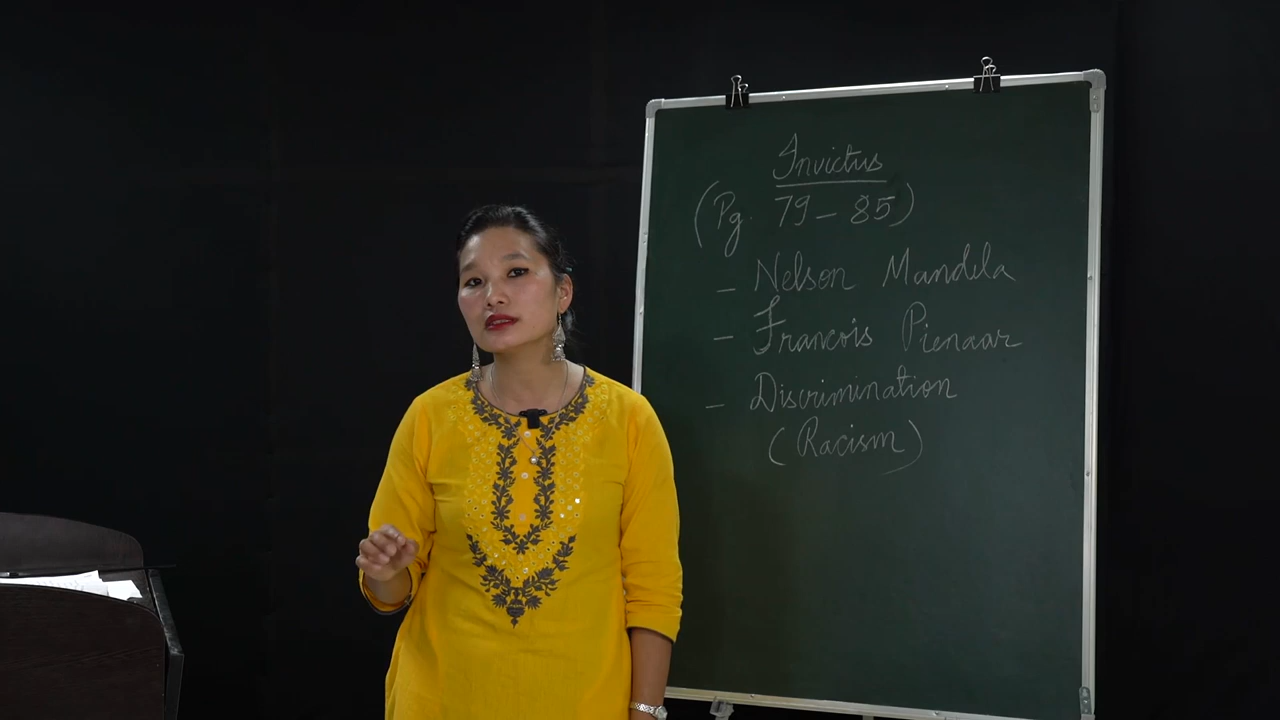 Invictus
(Pg. 79 - 85)
- Nelson Mandela
- Francois Pienaar
- Discrimination
(Racism)